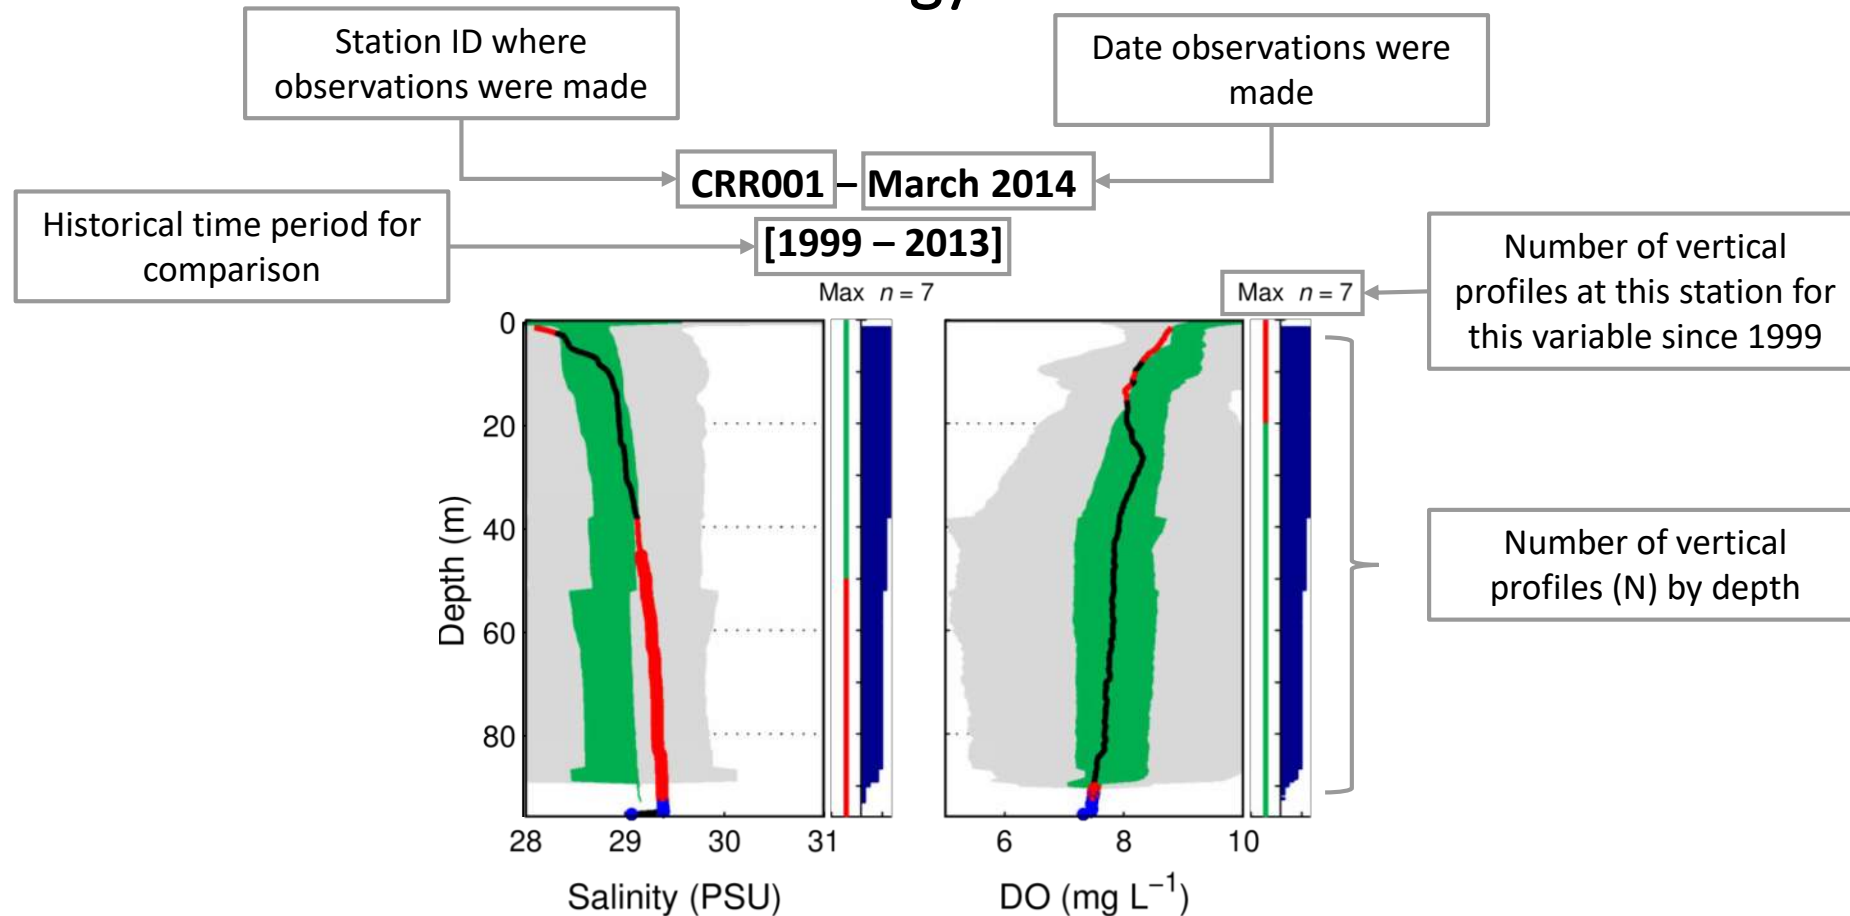 Station ID where
observations were made
Date observations were
made
CRR001 – March 2014
Historical time period for
comparison
[1999 – 2013]
Number of vertical
profiles at this station for
this variable since 1999
Max n = 7
Max n = 7
0
20
40
60
80
Depth (m)
Number of vertical
profiles (N) by depth
28 29 30 31
6 8 10
Salinity (PSU)
DO (mg L⁻¹)